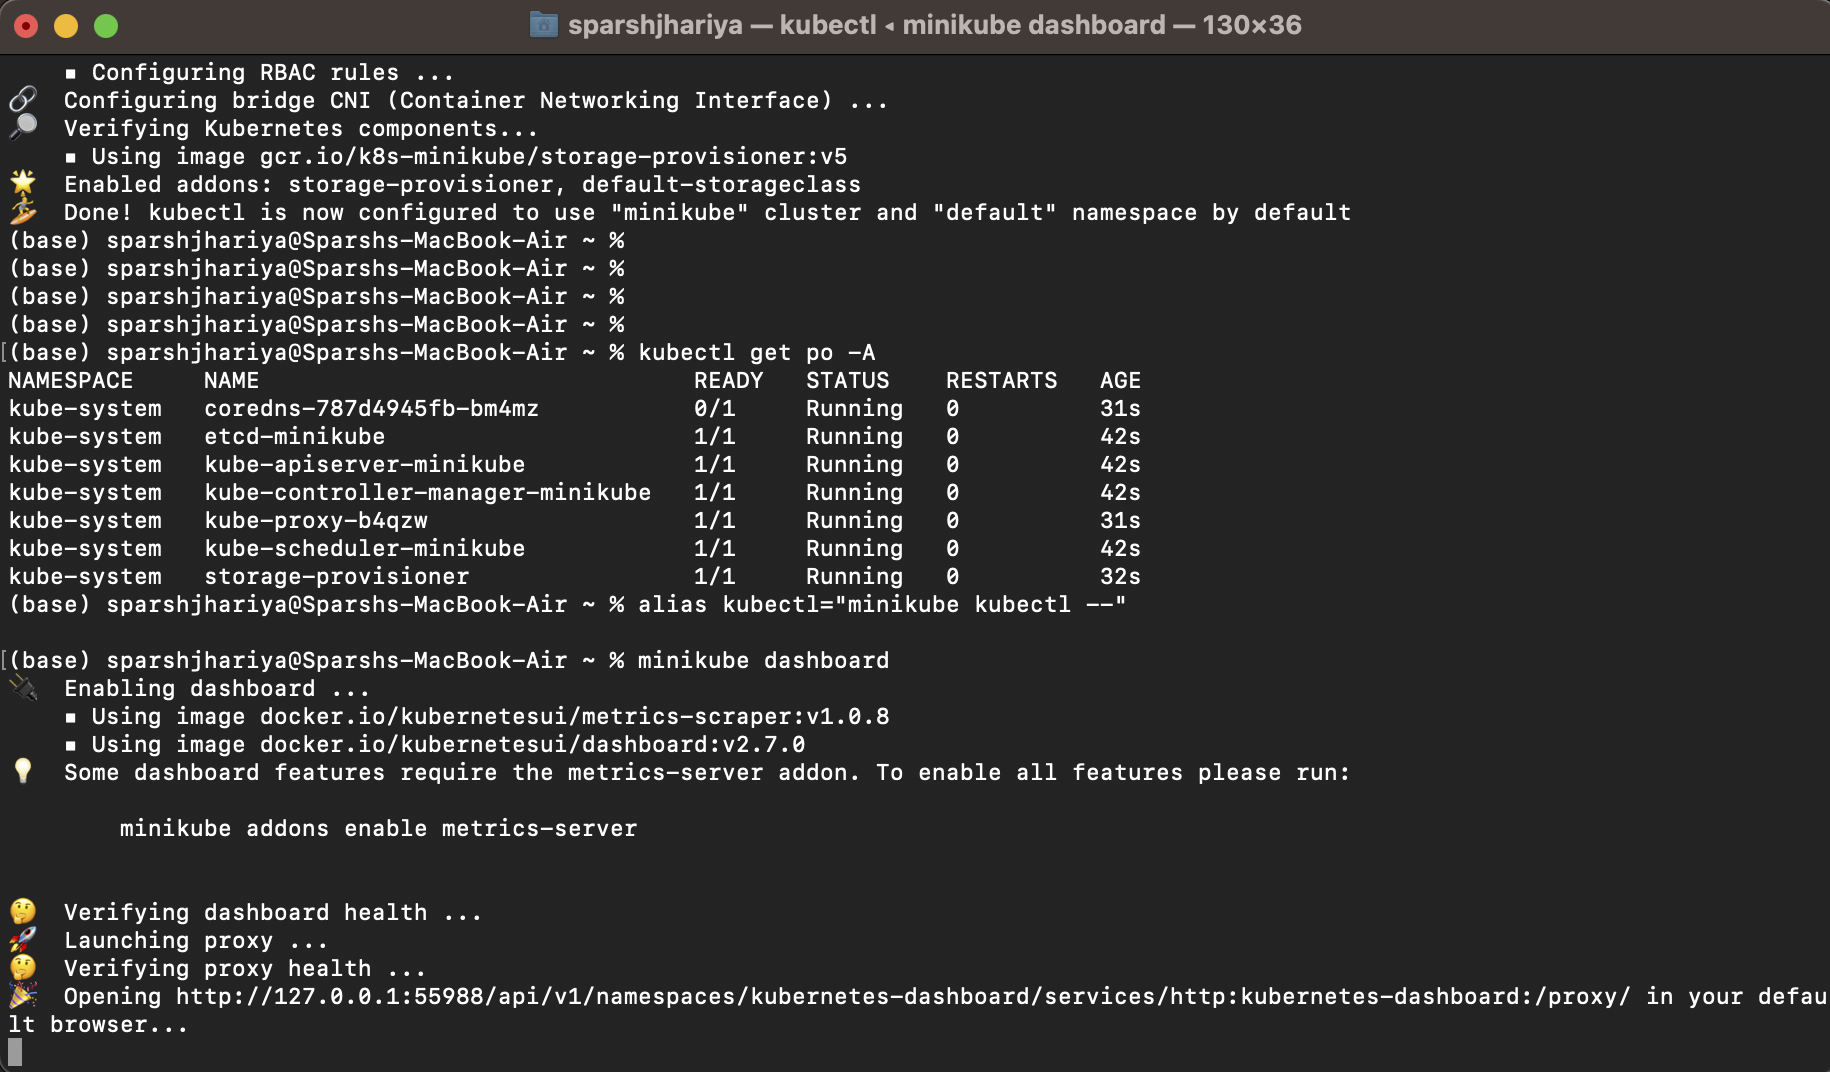 sparshjhariya — kubectl ◂ minikube dashboard — 130×36
▪ Configuring RBAC rules ...
🔗 Configuring bridge CNI (Container Networking Interface) ...
🔎 Verifying Kubernetes components...
▪ Using image gcr.io/k8s-minikube/storage-provisioner:v5
🌟 Enabled addons: storage-provisioner, default-storageclass
🏄 Done! kubectl is now configured to use "minikube" cluster and "default" namespace by default
(base) sparshjhariya@Sparshs-MacBook-Air ~ %
(base) sparshjhariya@Sparshs-MacBook-Air ~ %
(base) sparshjhariya@Sparshs-MacBook-Air ~ %
(base) sparshjhariya@Sparshs-MacBook-Air ~ %
[(base) sparshjhariya@Sparshs-MacBook-Air ~ % kubectl get po -A
NAMESPACE NAME READY STATUS RESTARTS AGE
kube-system coredns-787d4945fb-bm4mz 0/1 Running 0 31s
kube-system etcd-minikube 1/1 Running 0 42s
kube-system kube-apiserver-minikube 1/1 Running 0 42s
kube-system kube-controller-manager-minikube 1/1 Running 0 42s
kube-system kube-proxy-b4qzw 1/1 Running 0 31s
kube-system kube-scheduler-minikube 1/1 Running 0 42s
kube-system storage-provisioner 1/1 Running 0 32s
(base) sparshjhariya@Sparshs-MacBook-Air ~ % alias kubectl="minikube kubectl --"
[(base) sparshjhariya@Sparshs-MacBook-Air ~ % minikube dashboard
🔌 Enabling dashboard ...
▪ Using image docker.io/kubernetesui/metrics-scraper:v1.0.8
▪ Using image docker.io/kubernetesui/dashboard:v2.7.0
💡 Some dashboard features require the metrics-server addon. To enable all features please run:
minikube addons enable metrics-server
🤔 Verifying dashboard health ...
🚀 Launching proxy ...
🤔 Verifying proxy health ...
🎉 Opening http://127.0.0.1:55988/api/v1/namespaces/kubernetes-dashboard/services/http:kubernetes-dashboard:/proxy/ in your defau
lt browser...